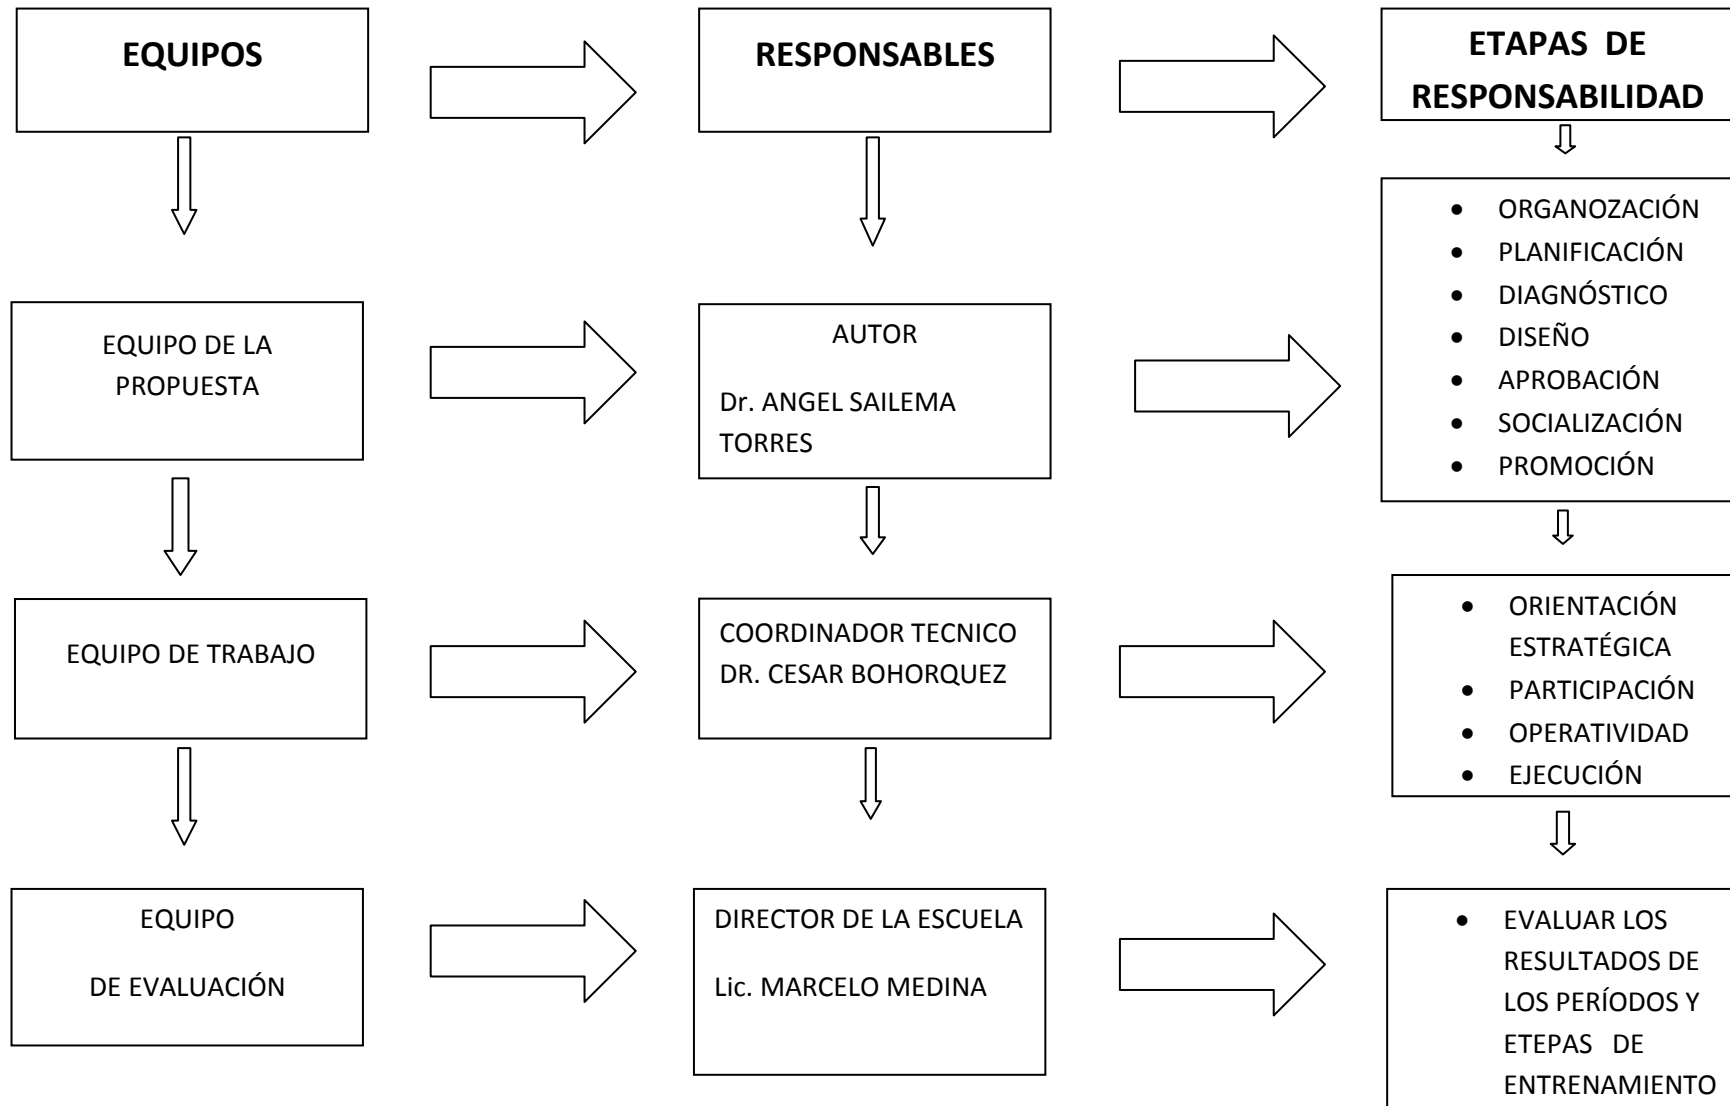 EQUIPOS
RESPONSABLES
ETAPAS DE
RESPONSABILIDAD
EQUIPO DE LA
PROPUESTA
AUTOR
Dr. ANGEL SAILEMA
TORRES
• ORGANOZACIÓN
• PLANIFICACIÓN
• DIAGNÓSTICO
• DISEÑO
• APROBACIÓN
• SOCIALIZACIÓN
• PROMOCIÓN
EQUIPO DE TRABAJO
COORDINADOR TECNICO
DR. CESAR BOHORQUEZ
• ORIENTACIÓN
ESTRATÉGICA
• PARTICIPACIÓN
• OPERATIVIDAD
• EJECUCIÓN
EQUIPO
DE EVALUACIÓN
DIRECTOR DE LA ESCUELA
Lic. MARCELO MEDINA
• EVALUAR LOS
RESULTADOS DE
LOS PERÍODOS Y
ETEPAS DE
ENTRENAMIENTO